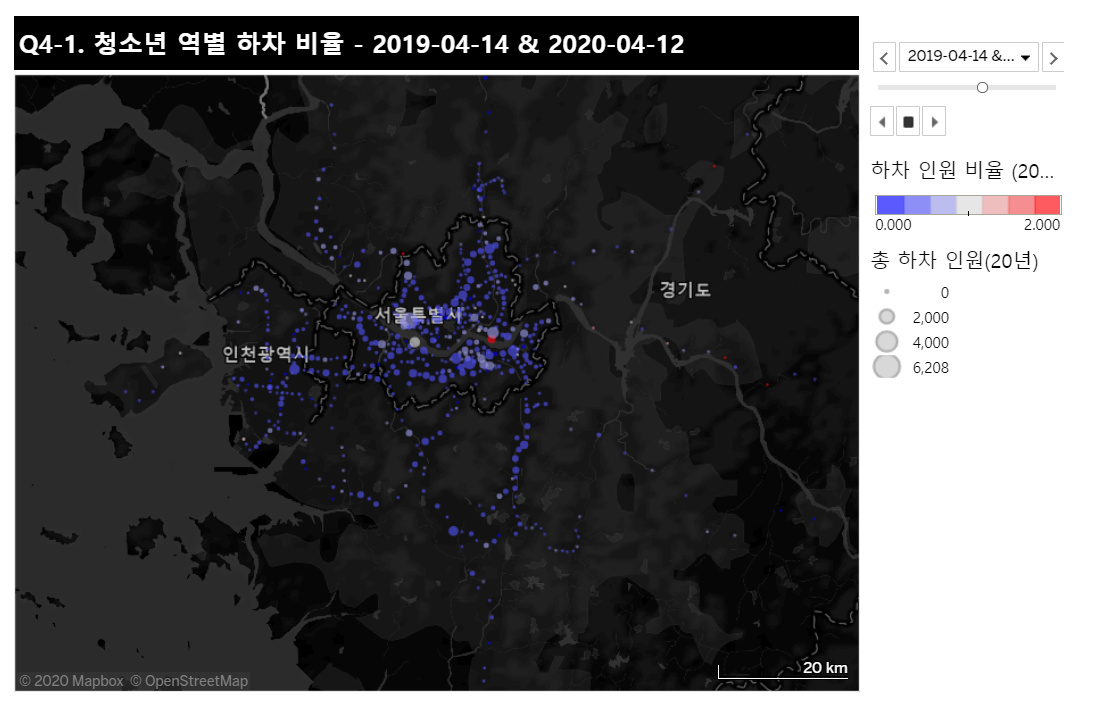 Q4-1. 청소년 역별 하차 비율 - 2019-04-14 & 2020-04-12
2019-04-14 &...
하차 인원 비율 (20...
0.000
2.000
총 하차 인원(20년)
0
2,000
4,000
6,208
경기도
서울특별시
인천광역시
20 km
© 2020 Mapbox © OpenStreetMap